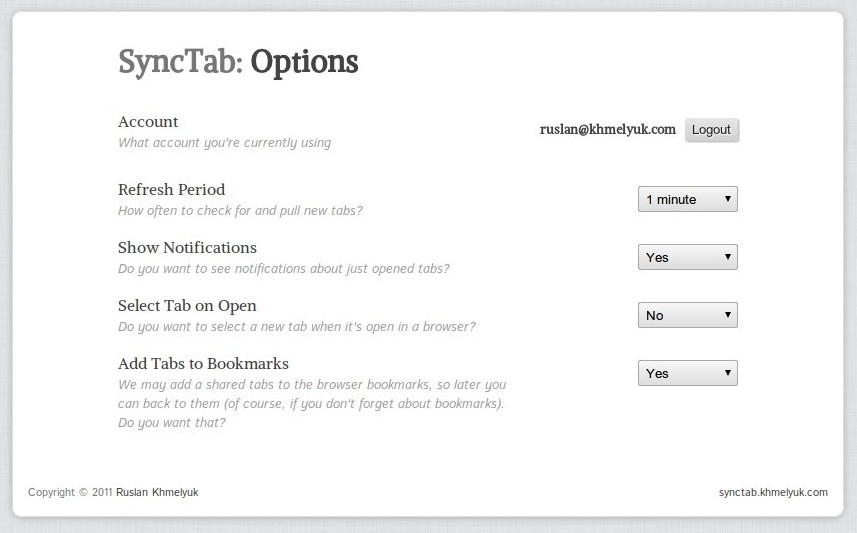 SyncTab: Options
Account
What account you're currently using
ruslan@khmelyuk.com Logout
Refresh Period
How often to check for and pull new tabs?
1 minute
Show Notifications
Do you want to see notifications about just opened tabs?
Yes
Select Tab on Open
Do you want to select a new tab when it's open in a browser?
No
Add Tabs to Bookmarks
We may add a shared tabs to the browser bookmarks, so later you
can back to them (of course, if you don't forget about bookmarks).
Do you want that?
Yes
Copyright © 2011 Ruslan Khmelyuk
synctab.khmelyuk.com